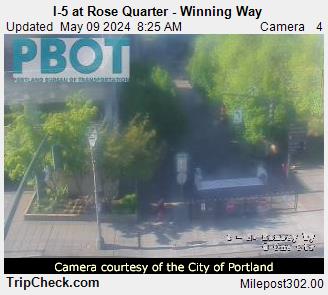 I-5 at Rose Quarter - Winning Way
Updated May 09 2024 8:25 AM Camera 4
PBOT
PORTLAND BUREAU OF TRANSPORTATION
Camera courtesy of the City of Portland
TripCheck.com Milepost302.00